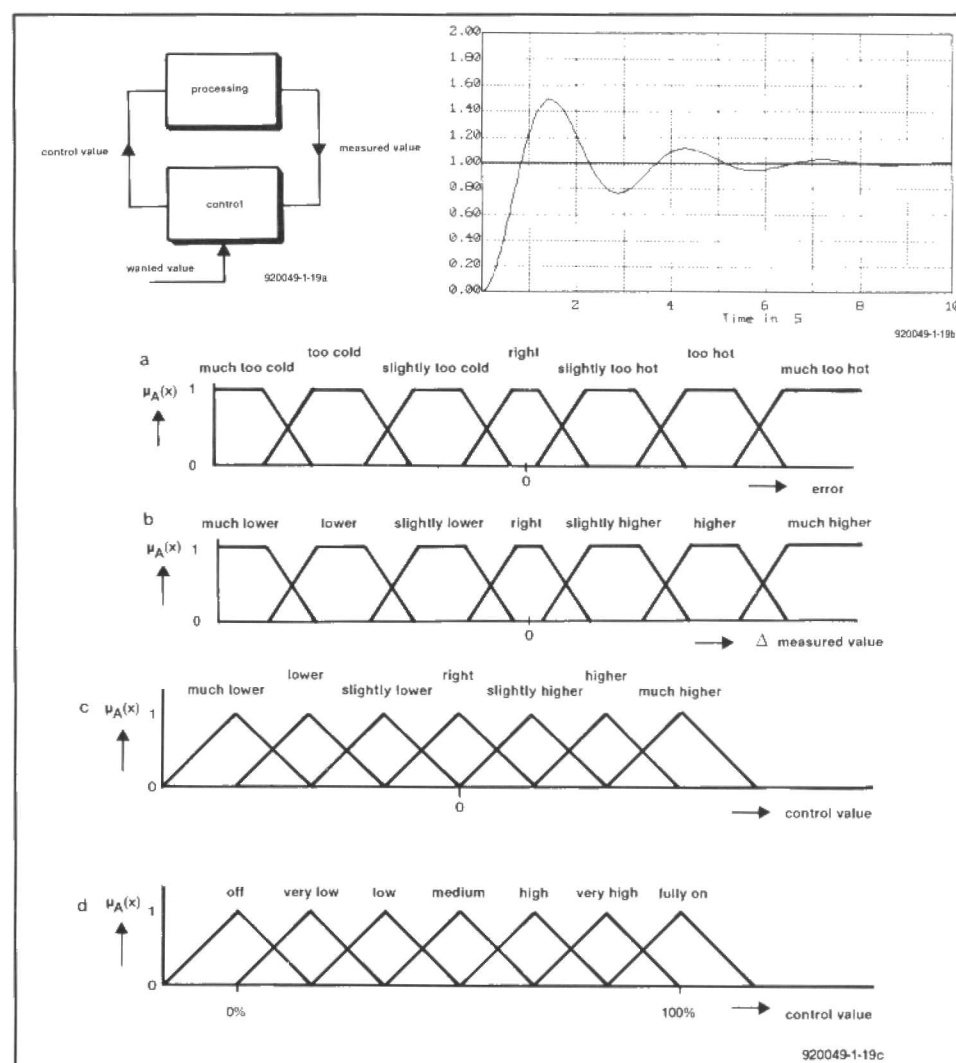 processing
control value
measured value
control
wanted value
920049-1-19a
2.00
1.80
1.60
1.40
1.20
1.00
0.80
0.60
0.40
0.20
0.00
2 4 6 8 10
Time in S
920049-1-19b
a
too cold right too hot
much too cold slightly too cold slightly too hot much too hot
μA(x) 1
0
0
error
b
much lower lower slightly lower right slightly higher higher much higher
μA(x) 1
0
0
Δ measured value
lower right higher
much lower slightly lower slightly higher much higher
c μA(x) 1
0
0
control value
off very low low medium high very high fully on
d μA(x) 1
0
0% 100%
control value
920049-1-19c